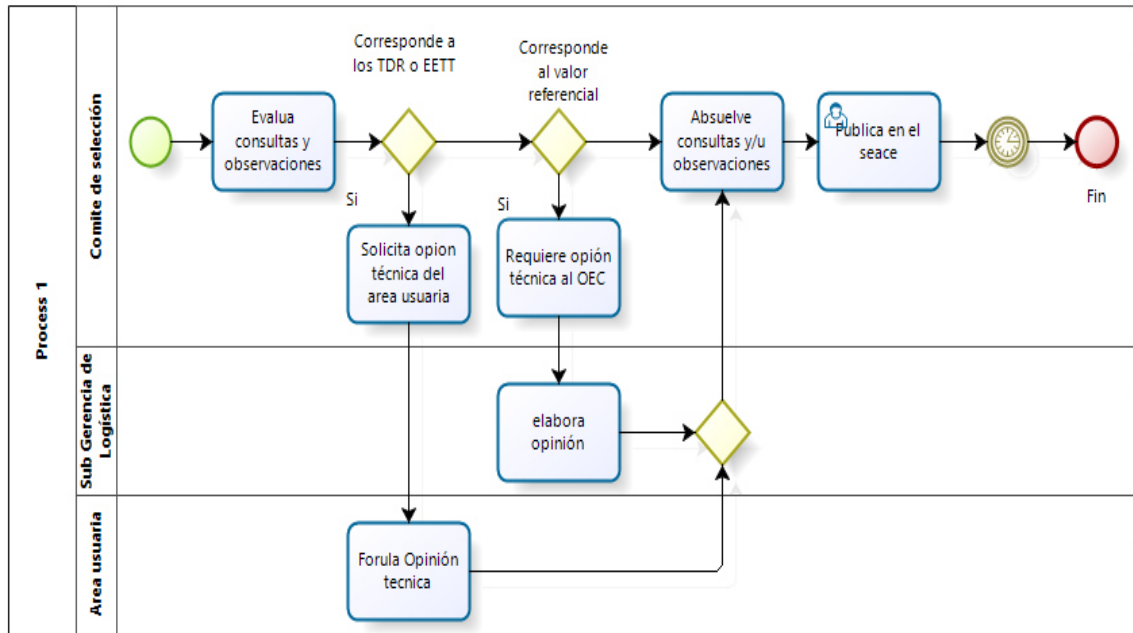 Process 1
Comite de selección
Evalua
consultas y
observaciones
Corresponde a
los TDR o EETT
Si
Solicita opion
técnica del
area usuaria
Corresponde
al valor
referencial
Si
Requiere opión
técnica al OEC
Absuelve
consultas y/u
observaciones
Publica en el
seace
Fin
Sub Gerencia de
Logística
elabora
opinión
Area usuaria
Forula Opinión
tecnica